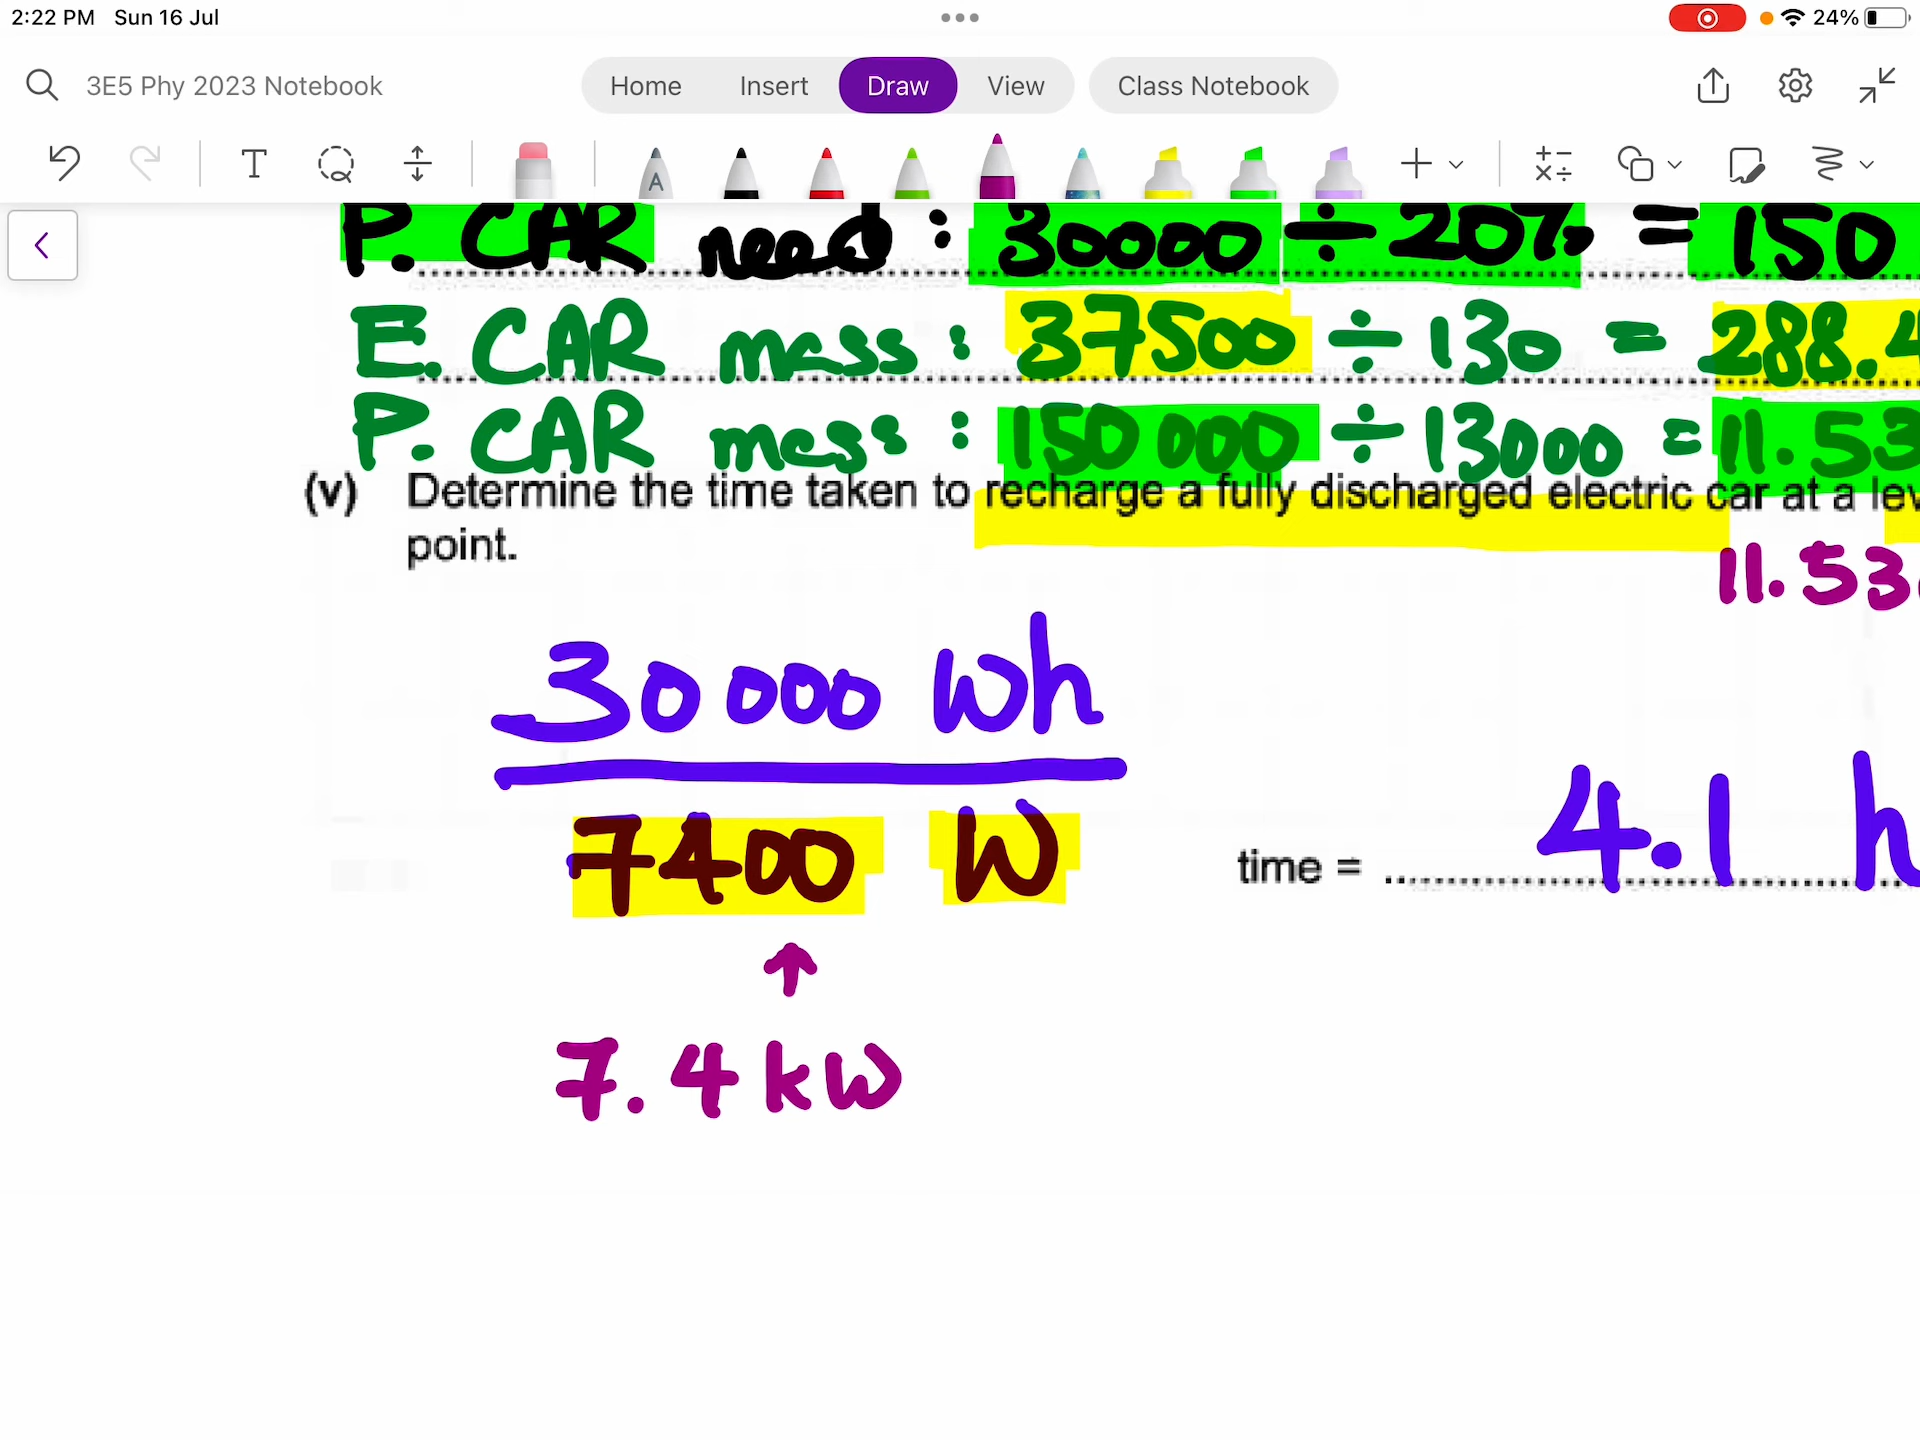 2:22 PM Sun 16 Jul
24%
3E5 Phy 2023 Notebook
Home Insert Draw View Class Notebook
T A
P. CAR need : 30000 ÷ 20% = 150
E. CAR mass : 37500 ÷ 130 = 288.4
P. CAR mass : 150 000 ÷ 13000 = 11.53
(v) Determine the time taken to recharge a fully discharged electric car at a lev
point.
11.53
30 000 Wh
7400 W
time = 4.1 h
7.4 kW